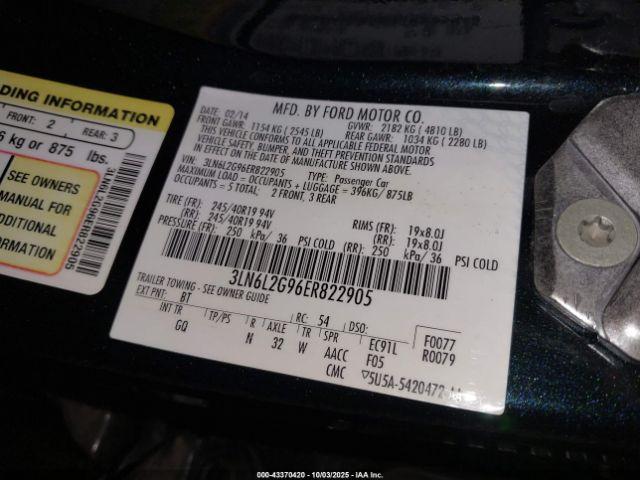 DING INFORMATION
FRONT: 2 REAR: 3
6 kg or 875 lbs.
SEE OWNERS
MANUAL FOR
ADDITIONAL
INFORMATION
3LN6L2G96ER822905
MFD. BY FORD MOTOR CO.
DATE: 02/14 GVWR: 2182 KG ( 4810 LB)
FRONT GAWR: 1154 KG ( 2545 LB) REAR GAWR: 1034 KG ( 2280 LB)
THIS VEHICLE CONFORMS TO ALL APPLICABLE FEDERAL MOTOR
VEHICLE SAFETY, BUMPER, AND THEFT PREVENTION STANDARDS
IN EFFECT ON THE DATE OF MANUFACTURE SHOWN ABOVE.
VIN: 3LN6L2G96ER822905 TYPE: Passenger Car
MAXIMUM LOAD = OCCUPANTS + LUGGAGE = 396KG/ 875LB
OCCUPANTS = 5 TOTAL: 2 FRONT, 3 REAR
TIRE (FR): 245/40R19 94V RIMS (FR): 19x8.0J
(RR): 245/40R19 94V (RR): 19x8.0J
PRESSURE (FR): 250 kPa/ 36 PSI COLD (RR): 250 kPa/ 36 PSI COLD
3LN6L2G96ER822905
TRAILER TOWING - SEE OWNER GUIDE
EXT PNT: BT RC: 54 DSO:
INT TR TP/PS R AXLE TR SPR EC91L F0077
GQ N 32 W AACC F05 R0079
CMC 5U5A-5420472-AA
000-43370420 | 10/03/2025 - IAA Inc.